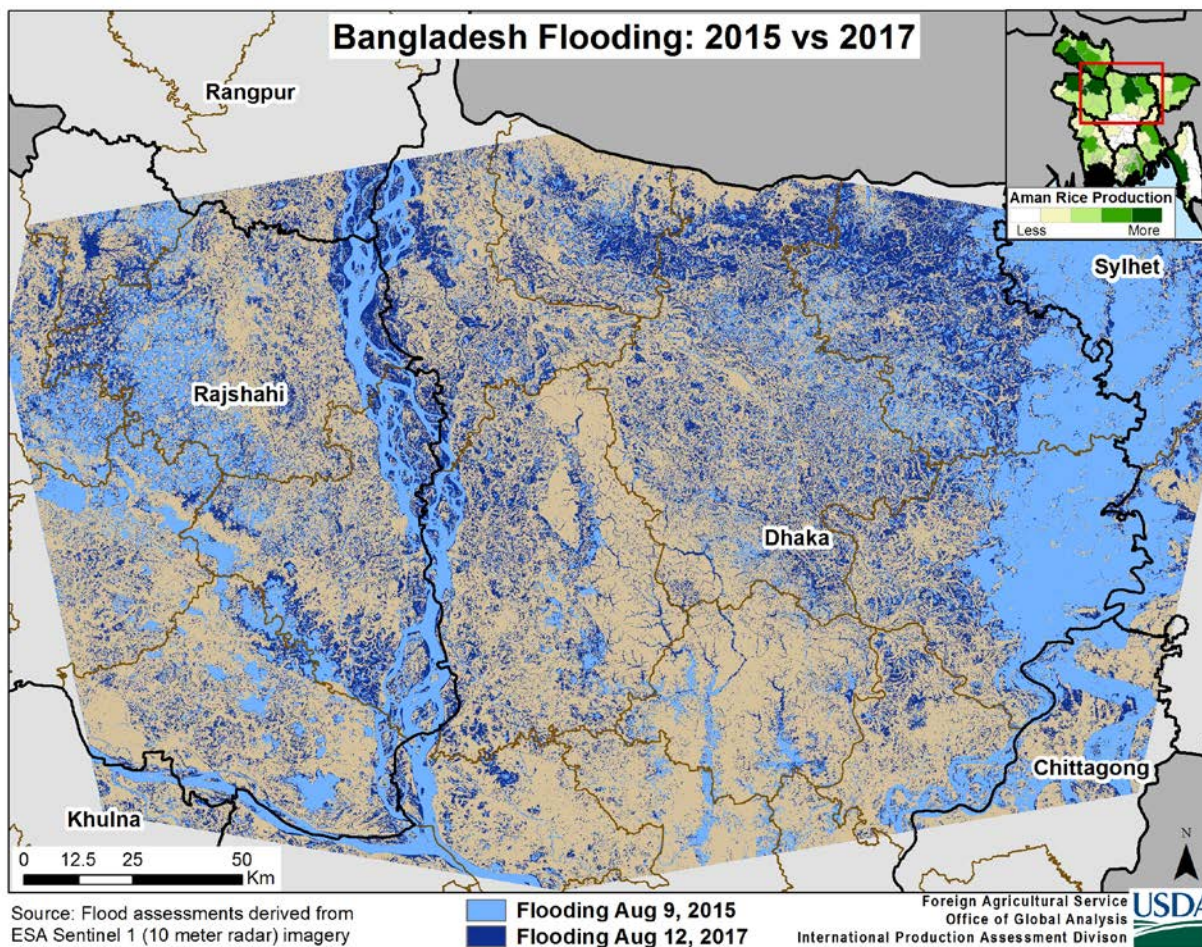 Bangladesh Flooding: 2015 vs 2017
Rangpur
Aman Rice Production
Less More
Sylhet
Rajshahi
Dhaka
Chittagong
Khulna
N
0 12.5 25 50
Km
Source: Flood assessments derived from
ESA Sentinel 1 (10 meter radar) imagery
Flooding Aug 9, 2015
Flooding Aug 12, 2017
Foreign Agricultural Service
Office of Global Analysis
International Production Assessment Divison
USDA